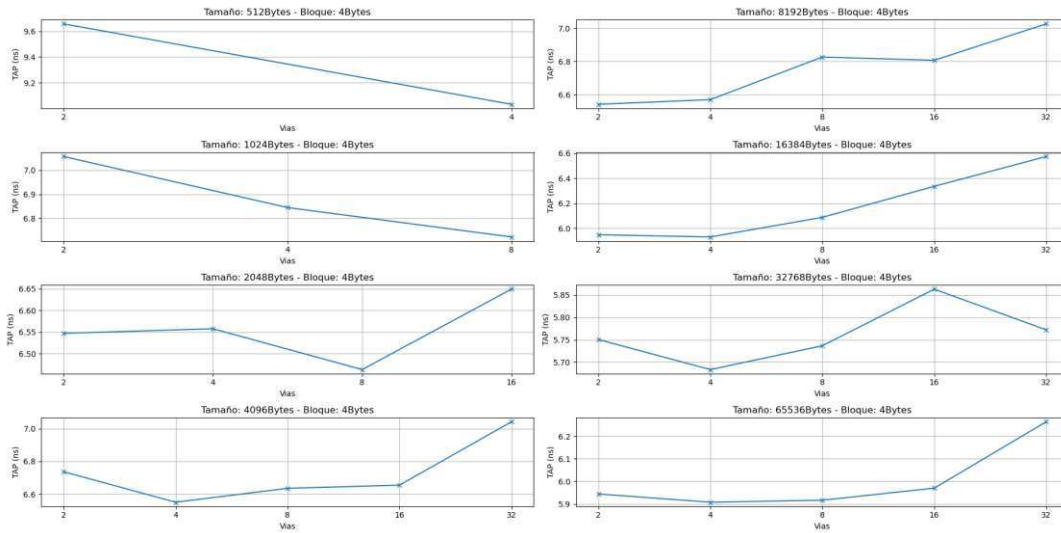 Tamaño: 512Bytes - Bloque: 4Bytes
TAP (ns)
9.6
9.4
9.2
2
4
Vias
Tamaño: 1024Bytes - Bloque: 4Bytes
TAP (ns)
7.0
6.9
6.8
2
4
8
Vias
Tamaño: 2048Bytes - Bloque: 4Bytes
TAP (ns)
6.65
6.60
6.55
6.50
2
4
8
16
Vias
Tamaño: 4096Bytes - Bloque: 4Bytes
TAP (ns)
7.0
6.8
6.6
2
4
8
16
32
Vias
Tamaño: 8192Bytes - Bloque: 4Bytes
TAP (ns)
7.0
6.8
6.6
2
4
8
16
32
Vias
Tamaño: 16384Bytes - Bloque: 4Bytes
TAP (ns)
6.6
6.4
6.2
6.0
2
4
8
16
32
Vias
Tamaño: 32768Bytes - Bloque: 4Bytes
TAP (ns)
5.85
5.80
5.75
5.70
2
4
8
16
32
Vias
Tamaño: 65536Bytes - Bloque: 4Bytes
TAP (ns)
6.2
6.1
6.0
5.9
2
4
8
16
32
Vias